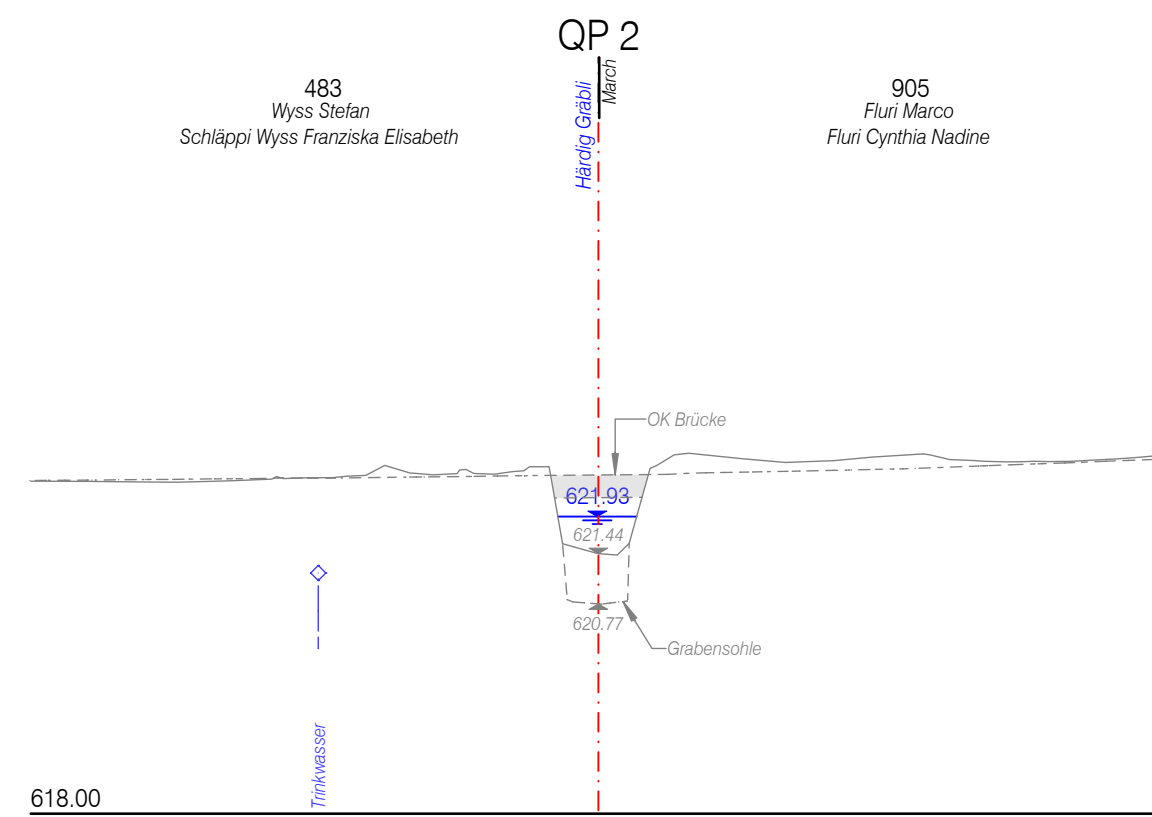 QP 2
483
Wyss Stefan
Schläppi Wyss Franziska Elisabeth
Härdig Gräbli
March
905
Fluri Marco
Fluri Cynthia Nadine
OK Brücke
621.93
621.44
620.77
Grabensohle
Trinkwasser
618.00